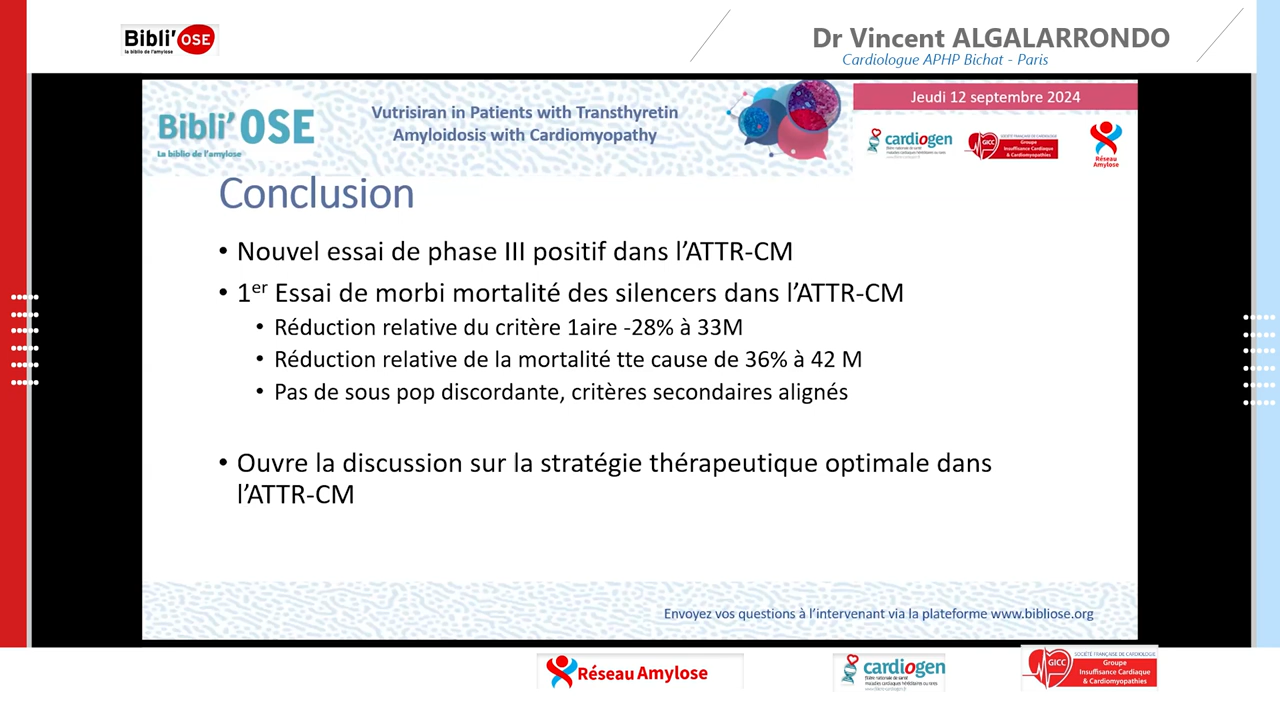 Bibli'OSE
la biblio de l'amylose
Dr Vincent ALGALARRONDO
Cardiologue APHP Bichat - Paris
Bibli'OSE
La biblio de l'amylose
Vutrisiran in Patients with Transthyretin
Amyloidosis with Cardiomyopathy
Jeudi 12 septembre 2024
cardiogen
SOCIÉTÉ FRANÇAISE DE CARDIOLOGIE
GICC
Groupe
Insuffisance Cardiaque
& Cardiomyopathies
Réseau
Amylose
Conclusion
• Nouvel essai de phase III positif dans l'ATTR-CM
• 1er Essai de morbi mortalité des silencers dans l'ATTR-CM
• Réduction relative du critère 1aire -28% à 33M
• Réduction relative de la mortalité tte cause de 36% à 42 M
• Pas de sous pop discordante, critères secondaires alignés
• Ouvre la discussion sur la stratégie thérapeutique optimale dans
l'ATTR-CM
Envoyez vos questions à l'intervenant via la plateforme www.bibliose.org
Réseau Amylose
cardiogen
SOCIÉTÉ FRANÇAISE DE CARDIOLOGIE
GICC
Groupe
Insuffisance Cardiaque
& Cardiomyopathies